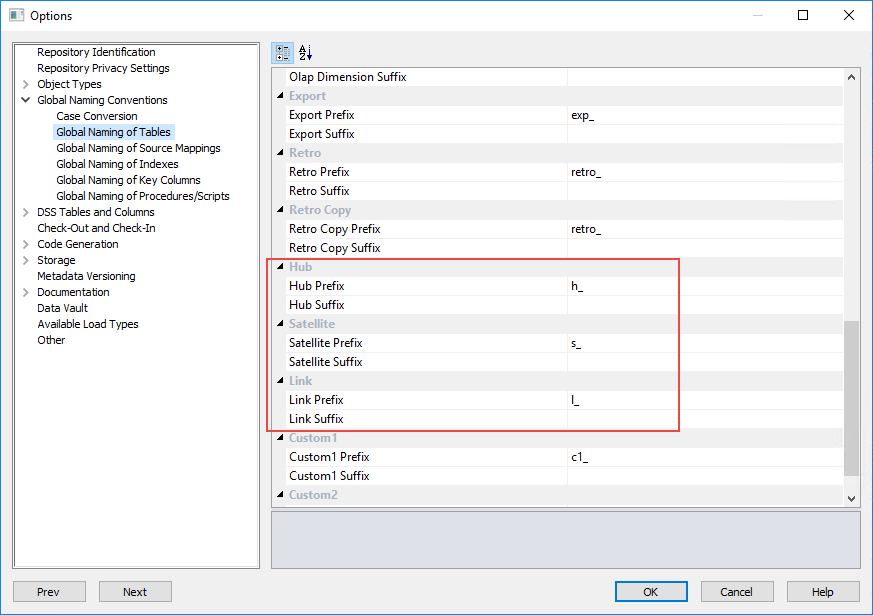 Options
Repository Identification
Repository Privacy Settings
Object Types
Global Naming Conventions
Case Conversion
Global Naming of Tables
Global Naming of Source Mappings
Global Naming of Indexes
Global Naming of Key Columns
Global Naming of Procedures/Scripts
DSS Tables and Columns
Check-Out and Check-In
Code Generation
Storage
Metadata Versioning
Documentation
Data Vault
Available Load Types
Other
Olap Dimension Suffix
Export
Export Prefix exp_
Export Suffix
Retro
Retro Prefix retro_
Retro Suffix
Retro Copy
Retro Copy Prefix retro_
Retro Copy Suffix
Hub
Hub Prefix h_
Hub Suffix
Satellite
Satellite Prefix s_
Satellite Suffix
Link
Link Prefix l_
Link Suffix
Custom1
Custom1 Prefix c1_
Custom1 Suffix
Custom2
Prev Next OK Cancel Help